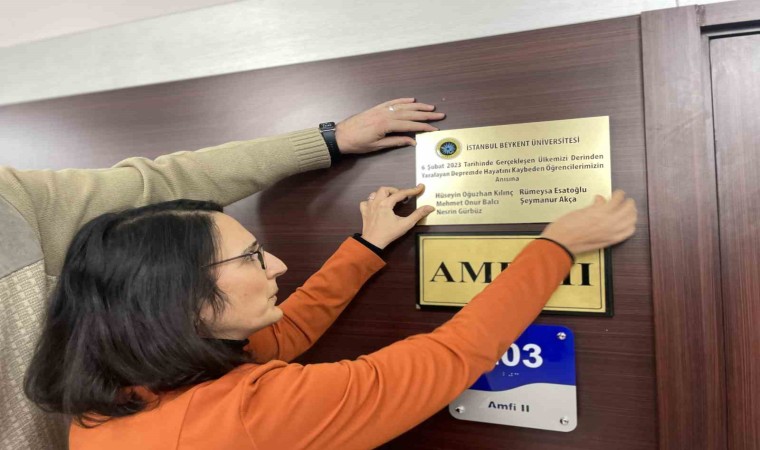 İSTANBUL BEYKENT ÜNİVERSİTESİ
6 Şubat 2023 Tarihinde Gerçekleşen Ülkemizi Derinden
Yaralayan Depremde Hayatını Kaybeden Öğrencilerimizin
Anısına
Hüseyin Oğuzhan Kılınç Rümeysa Esatoğlu
Mehmet Onur Balcı Şeymanur Akça
Nesrin Gürbüz
AMFİ II
03
Amfi II